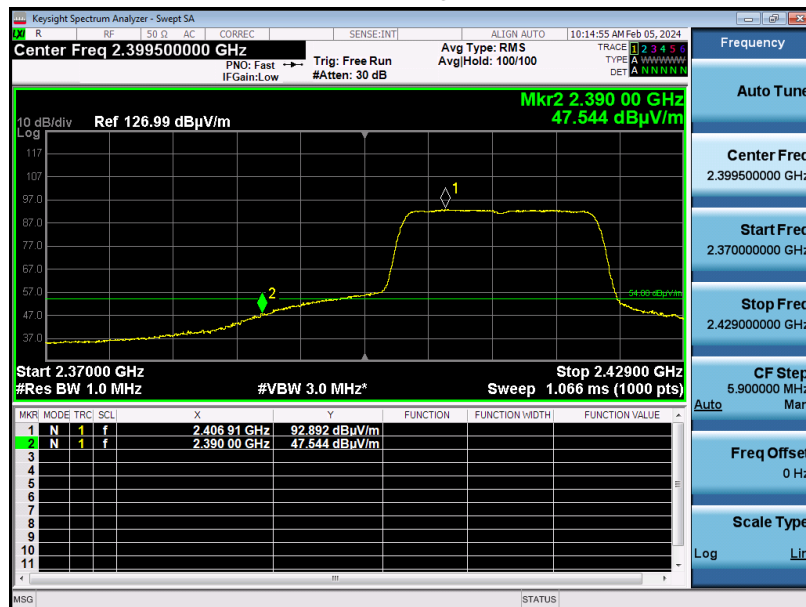 Keysight Spectrum Analyzer - Swept SA
LXI R RF 50 Ω AC CORREC SENSE:INT ALIGN AUTO 10:14:55 AM Feb 05, 2024
Center Freq 2.399500000 GHz
PNO: Fast
IFGain:Low
Trig: Free Run
#Atten: 30 dB
Avg Type: RMS
Avg|Hold: 100/100
TRACE 1 2 3 4 5 6
TYPE A WWWWW
DET A N N N N N
Mkr2 2.390 00 GHz
47.544 dBµV/m
10 dB/div Ref 126.99 dBµV/m
Log
117
107
97.0
87.0
77.0
67.0
57.0
47.0
37.0
1
2
54.00 dBµV/m
Start 2.37000 GHz Stop 2.42900 GHz
#Res BW 1.0 MHz #VBW 3.0 MHz* Sweep 1.066 ms (1000 pts)
MKR MODE TRC SCL X Y FUNCTION FUNCTION WIDTH FUNCTION VALUE
1 N 1 f 2.406 91 GHz 92.892 dBµV/m
2 N 1 f 2.390 00 GHz 47.544 dBµV/m
3
4
5
6
7
8
9
10
11
MSG STATUS
Frequency
Auto Tune
Center Freq
2.399500000 GHz
Start Freq
2.370000000 GHz
Stop Freq
2.429000000 GHz
CF Step
5.900000 MHz
Auto Man
Freq Offset
0 Hz
Scale Type
Log Lin